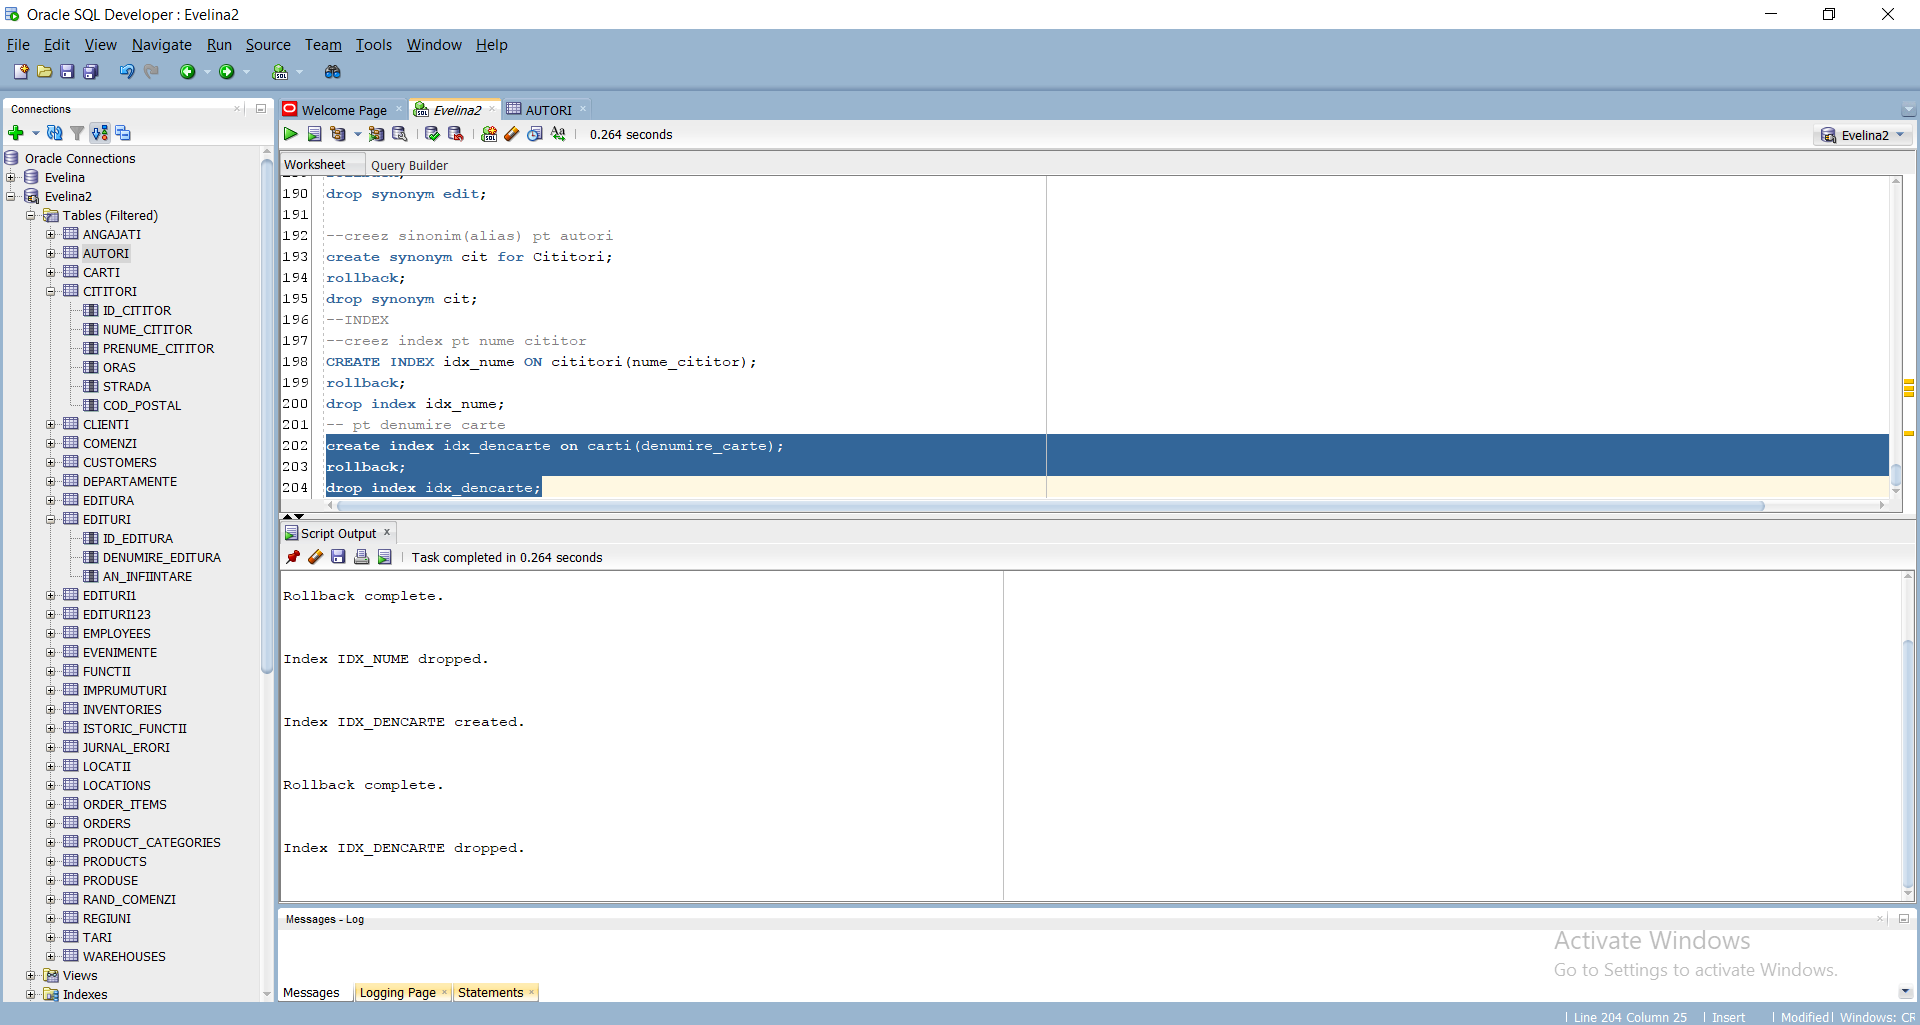 Oracle SQL Developer : Evelina2
File Edit View Navigate Run Source Team Tools Window Help
Connections
Oracle Connections
Evelina
Evelina2
Tables (Filtered)
ANGAJATI
AUTORI
CARTI
CITITORI
ID_CITITOR
NUME_CITITOR
PRENUME_CITITOR
ORAS
STRADA
COD_POSTAL
CLIENTI
COMENZI
CUSTOMERS
DEPARTAMENTE
EDITURA
EDITURI
ID_EDITURA
DENUMIRE_EDITURA
AN_INFIINTARE
EDITURI1
EDITURI123
EMPLOYEES
EVENIMENTE
FUNCTII
IMPRUMUTURI
INVENTORIES
ISTORIC_FUNCTII
JURNAL_ERORI
LOCATII
LOCATIONS
ORDER_ITEMS
ORDERS
PRODUCT_CATEGORIES
PRODUCTS
PRODUSE
RAND_COMENZI
REGIUNI
TARI
WAREHOUSES
Views
Indexes
Welcome Page Evelina2 AUTORI
0.264 seconds
Evelina2
Worksheet Query Builder
190 drop synonym edit;
191
192 --creez sinonim(alias) pt autori
193 create synonym cit for Cititori;
194 rollback;
195 drop synonym cit;
196 --INDEX
197 --creez index pt nume cititor
198 CREATE INDEX idx_nume ON cititori(nume_cititor);
199 rollback;
200 drop index idx_nume;
201 -- pt denumire carte
202 create index idx_dencarte on carti(denumire_carte);
203 rollback;
204 drop index idx_dencarte;
Script Output
Task completed in 0.264 seconds
Rollback complete.
Index IDX_NUME dropped.
Index IDX_DENCARTE created.
Rollback complete.
Index IDX_DENCARTE dropped.
Messages - Log
Activate Windows
Go to Settings to activate Windows.
Messages Logging Page Statements
Line 204 Column 25 Insert Modified Windows: CR